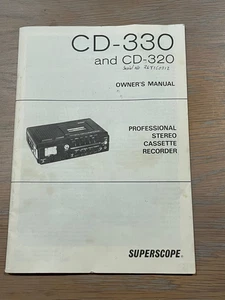 CD-330
and CD-320
OWNER'S MANUAL
PROFESSIONAL
STEREO
CASSETTE
RECORDER
SUPERSCOPE®